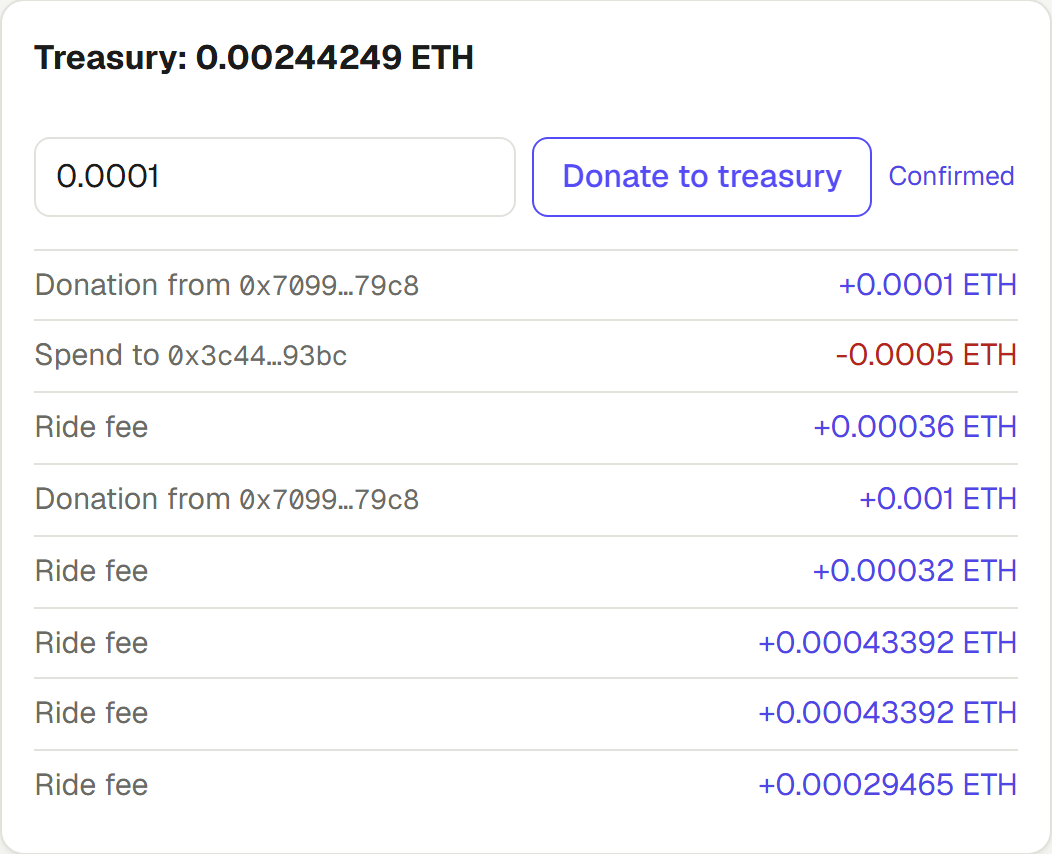 Treasury: 0.00244249 ETH
0.0001
Donate to treasury
Confirmed
Donation from 0x7099…79c8 +0.0001 ETH
Spend to 0x3c44…93bc -0.0005 ETH
Ride fee +0.00036 ETH
Donation from 0x7099…79c8 +0.001 ETH
Ride fee +0.00032 ETH
Ride fee +0.00043392 ETH
Ride fee +0.00043392 ETH
Ride fee +0.00029465 ETH